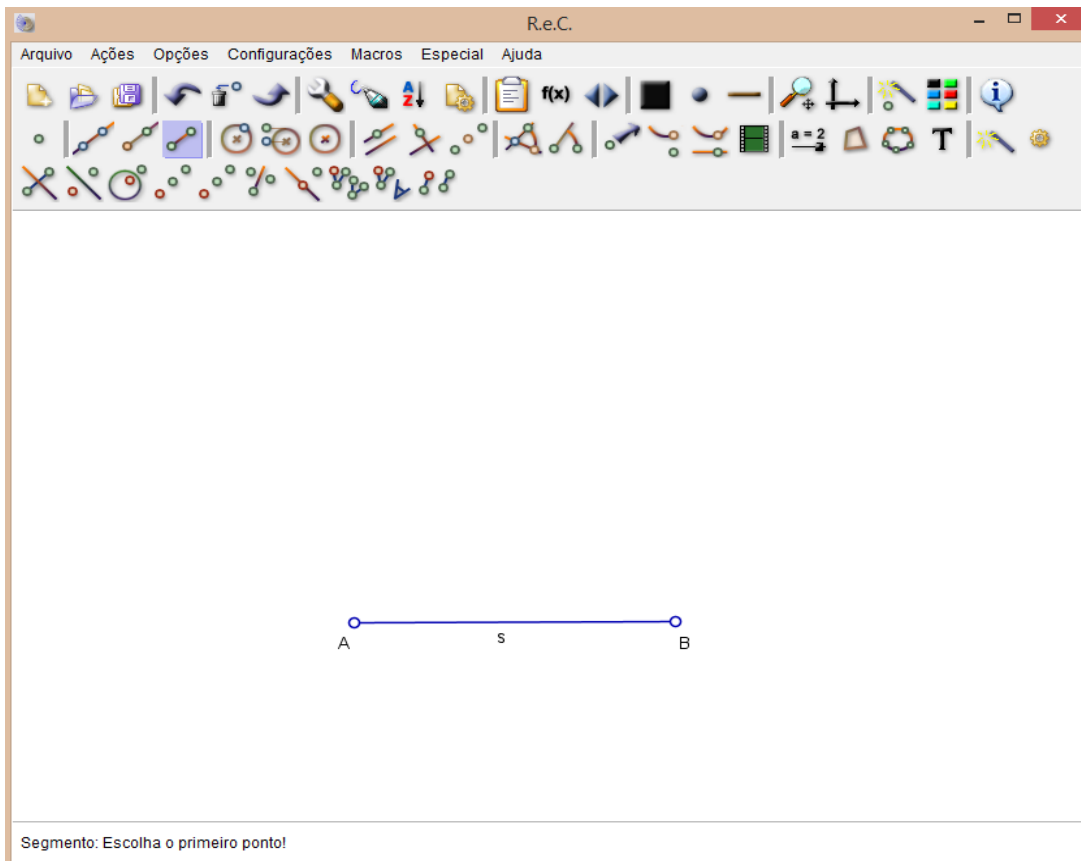 R.e.C.
Arquivo Ações Opções Configurações Macros Especial Ajuda
A Z f(x)
a = 2 T
A s B
Segmento: Escolha o primeiro ponto!